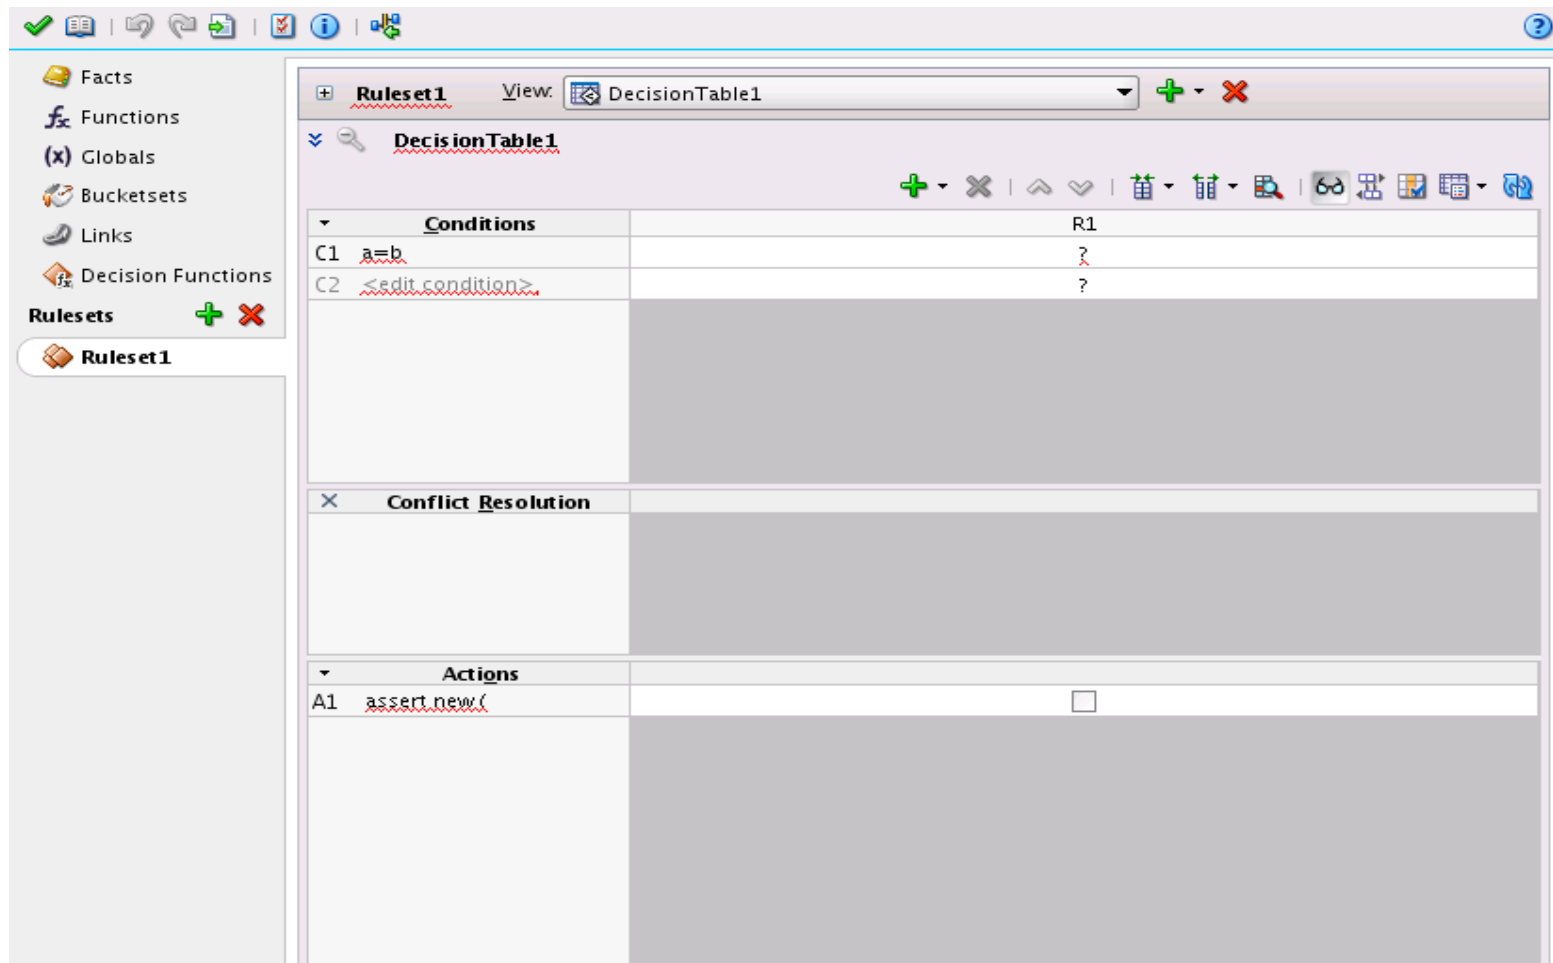 Facts
Functions
Globals
Bucketsets
Links
Decision Functions
Rulesets
Ruleset1
Ruleset1 View: DecisionTable1
DecisionTable1
Conditions R1
C1 a=b ?
C2 <edit condition> ?
Conflict Resolution
Actions
A1 assert new (